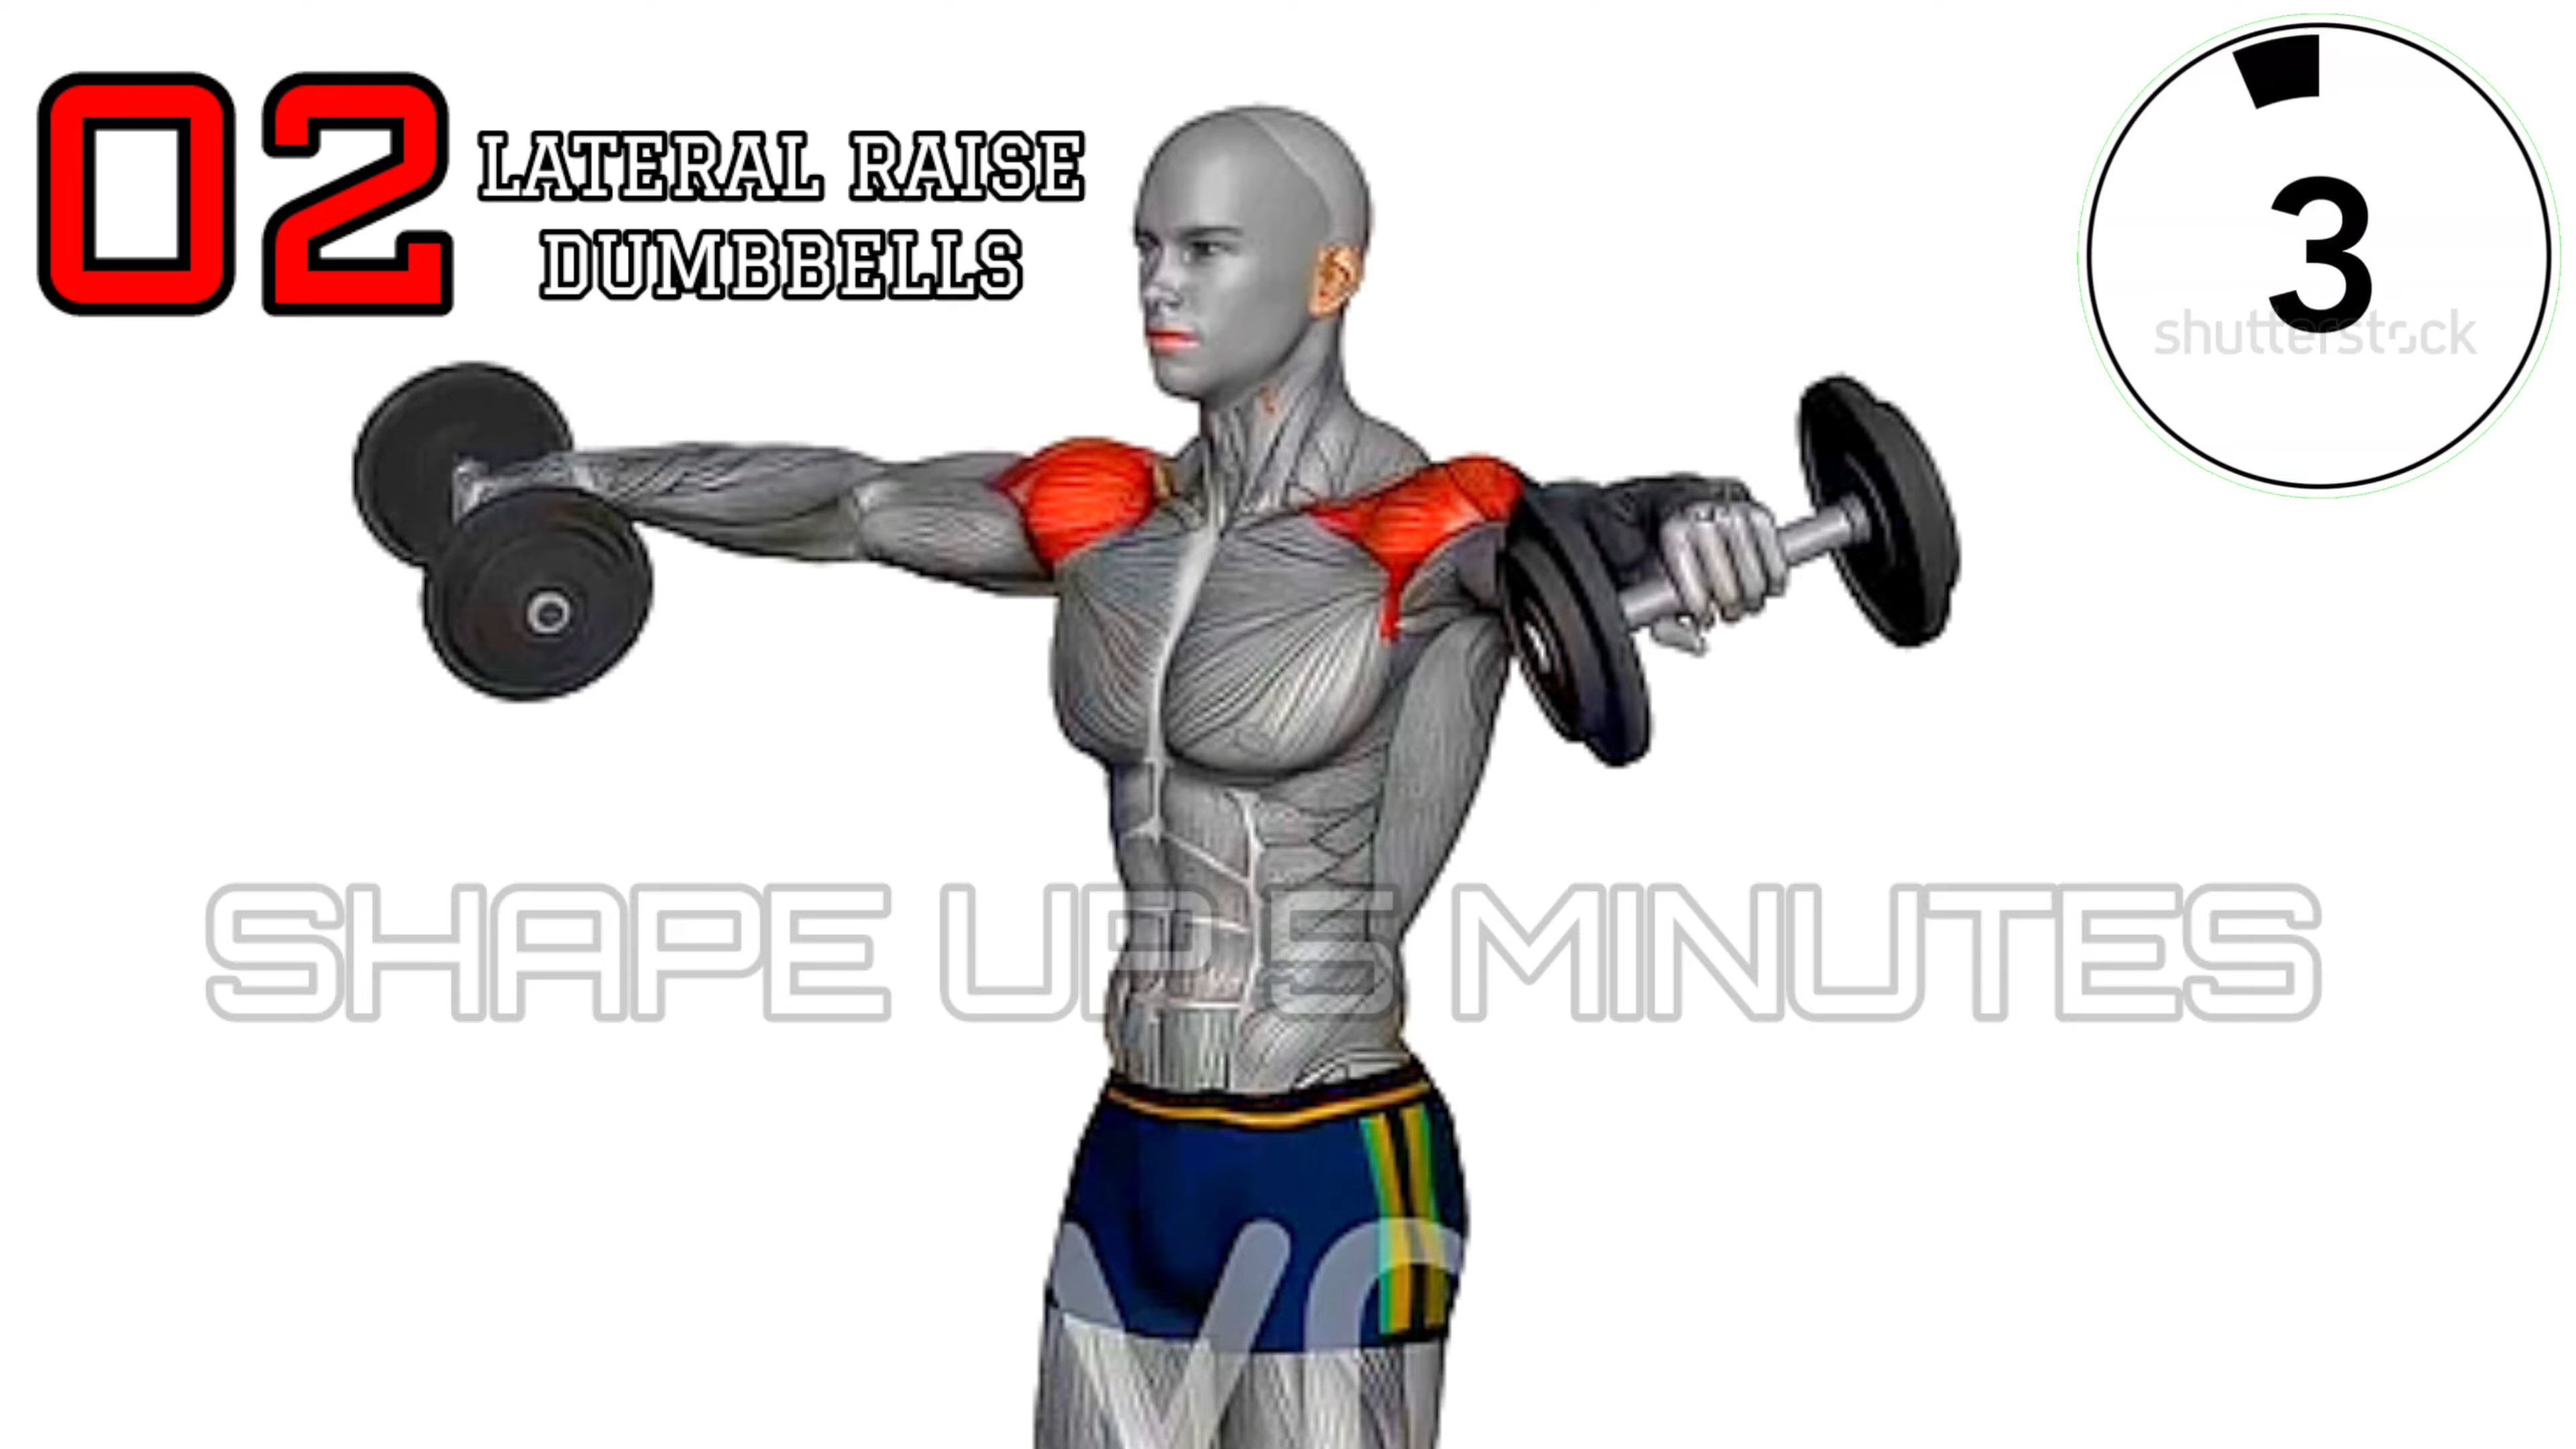 02
LATERAL RAISE
DUMBBELLS
3
shutterstock
SHAPE UP 5 MINUTES